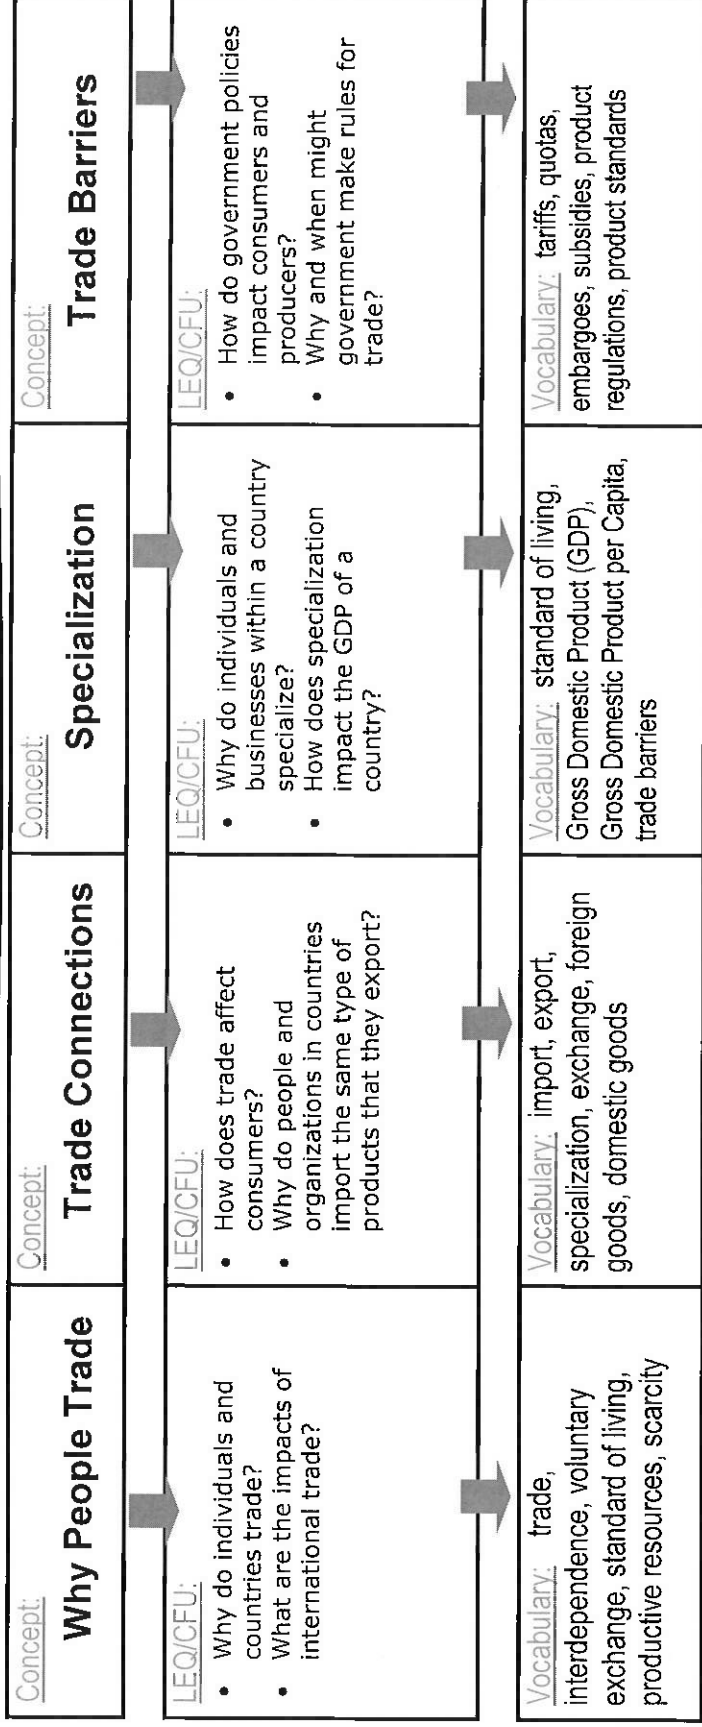 Concept:
Why People Trade
Concept:
Trade Connections
Concept:
Specialization
Concept:
Trade Barriers
LEQ/CFU:
• Why do individuals and
countries trade?
• What are the impacts of
international trade?
LEQ/CFU:
• How does trade affect
consumers?
• Why do people and
organizations in countries
import the same type of
products that they export?
LEQ/CFU:
• Why do individuals and
businesses within a country
specialize?
• How does specialization
impact the GDP of a
country?
LEQ/CFU:
• How do government policies
impact consumers and
producers?
• Why and when might
government make rules for
trade?
Vocabulary: trade,
interdependence, voluntary
exchange, standard of living,
productive resources, scarcity
Vocabulary: import, export,
specialization, exchange, foreign
goods, domestic goods
Vocabulary: standard of living,
Gross Domestic Product (GDP),
Gross Domestic Product per Capita,
trade barriers
Vocabulary: tariffs, quotas,
embargoes, subsidies, product
regulations, product standards